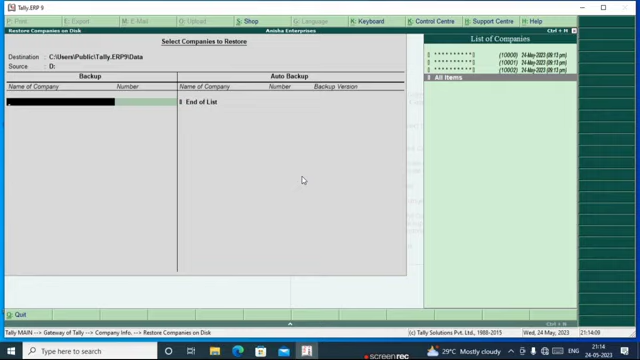 Tally.ERP 9
P: Print E: Export M: E-Mail O: Upload S: Shop G: Language K: Keyboard K: Control Centre H: Support Centre H: Help
Restore Companies on Disk Anisha Enterprises Ctrl + H
Select Companies to Restore
List of Companies
Destination : C:\Users\Public\Tally.ERP9\Data
Source : D:
* * * * * * * * * * (10000) 24-May-2023 (09:13 pm)
* * * * * * * * * * (10001) 24-May-2023 (09:13 pm)
* * * * * * * * * * (10002) 24-May-2023 (09:13 pm)
All Items
Backup Auto Backup
Name of Company Number Name of Company Number Backup Version
End of List
Q: Quit
Ctrl + N
Tally MAIN --> Gateway of Tally --> Company Info. --> Restore Companies on Disk (c) Tally Solutions Pvt. Ltd., 1988-2015 Wed, 24 May, 2023 21:14:09
Type here to search
screenrec
29°C Mostly cloudy
ENG
21:14
24-05-2023